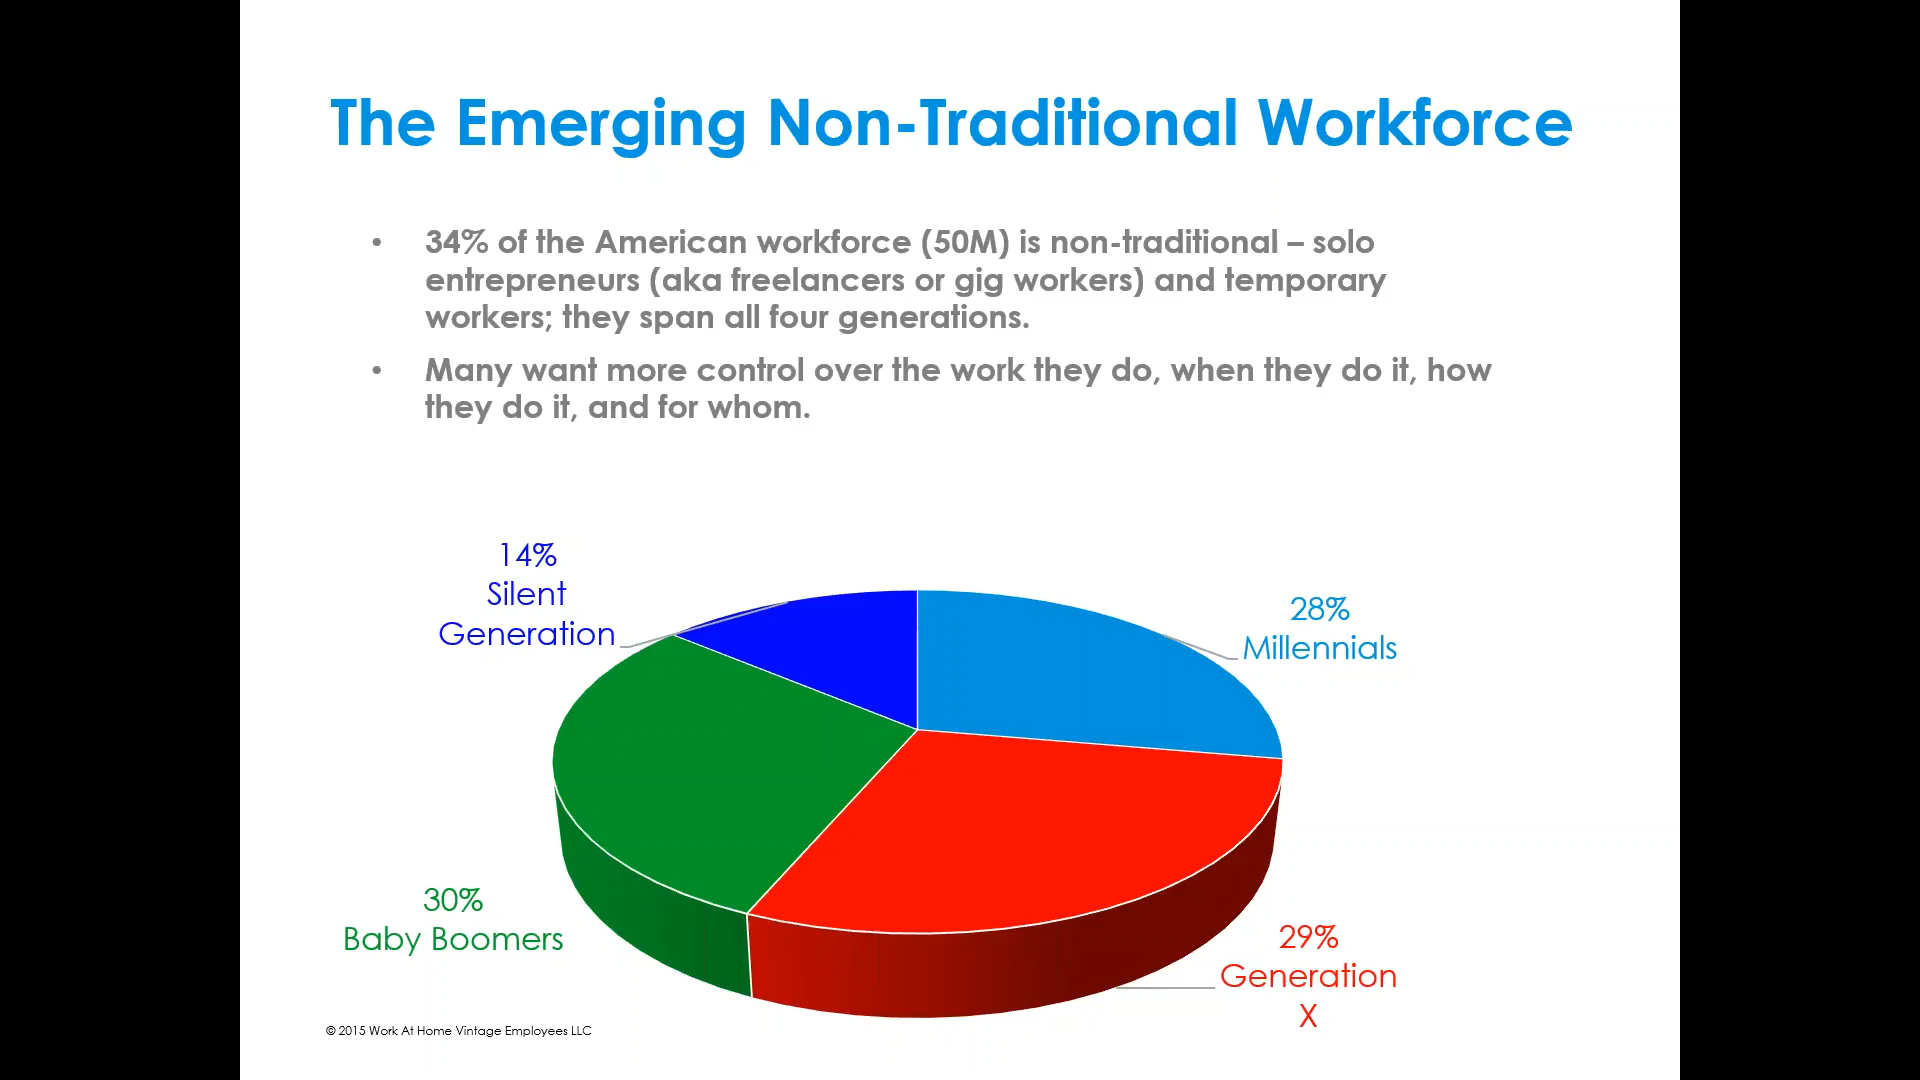 The Emerging Non-Traditional Workforce
• 34% of the American workforce (50M) is non-traditional – solo
entrepreneurs (aka freelancers or gig workers) and temporary
workers; they span all four generations.
• Many want more control over the work they do, when they do it, how
they do it, and for whom.
14%
Silent
Generation
28%
Millennials
30%
Baby Boomers
29%
Generation
X
© 2015 Work At Home Vintage Employees LLC